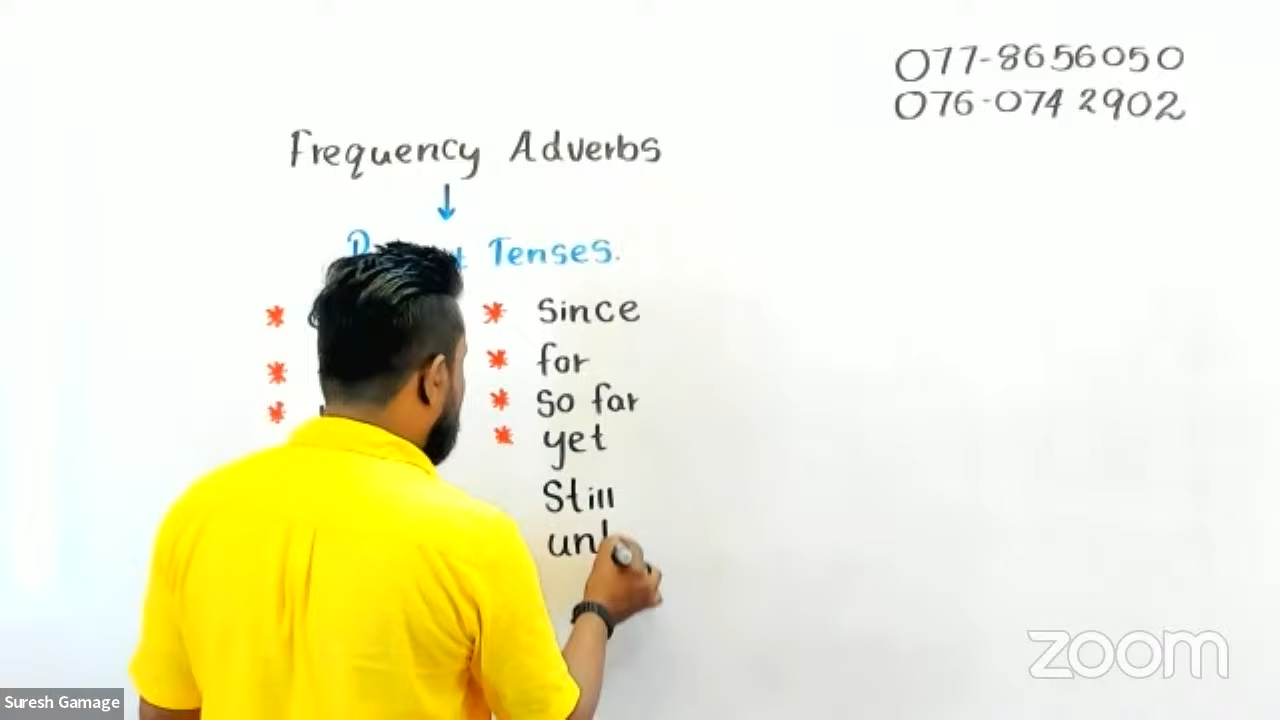 077-8656050
076-074 2902
Frequency Adverbs
↓
Tenses.
* * Since
* * for
* * So far
* yet
Still
Suresh Gamage
zoom